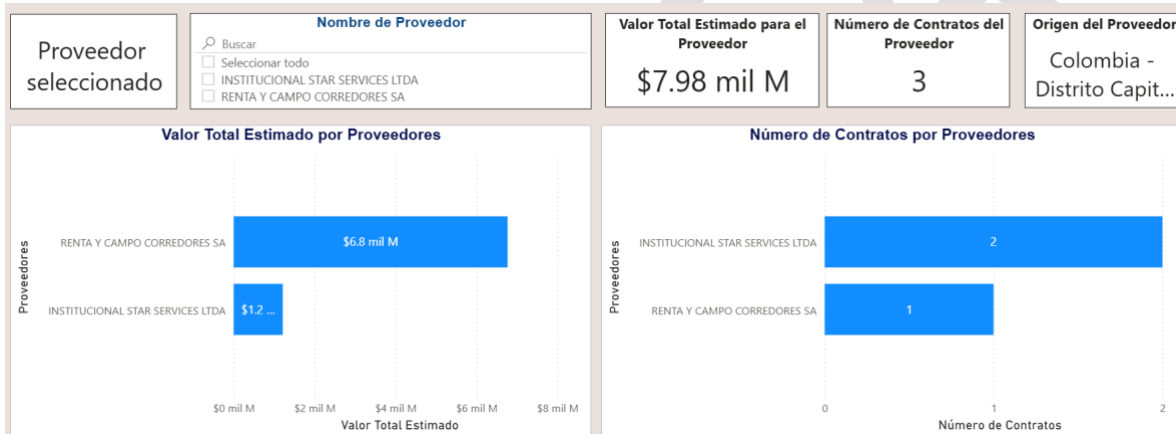 Proveedor
seleccionado
Nombre de Proveedor
Buscar
Seleccionar todo
INSTITUCIONAL STAR SERVICES LTDA
RENTA Y CAMPO CORREDORES SA
Valor Total Estimado para el
Proveedor
$7.98 mil M
Número de Contratos del
Proveedor
3
Origen del Proveedor
Colombia -
Distrito Capit...
Valor Total Estimado por Proveedores
Proveedores
RENTA Y CAMPO CORREDORES SA
$6.8 mil M
INSTITUCIONAL STAR SERVICES LTDA
$1.2 ...
$0 mil M $2 mil M $4 mil M $6 mil M $8 mil M
Valor Total Estimado
Número de Contratos por Proveedores
Proveedores
INSTITUCIONAL STAR SERVICES LTDA
2
RENTA Y CAMPO CORREDORES SA
1
0 1 2
Número de Contratos